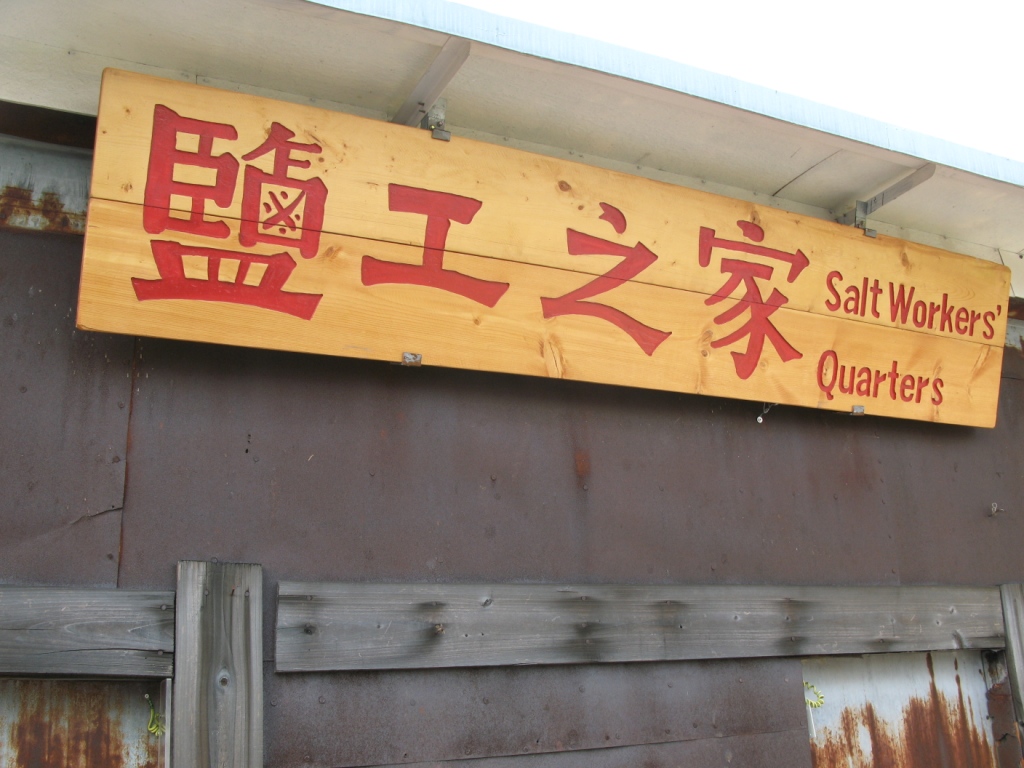 鹽工之家
Salt Workers'
Quarters